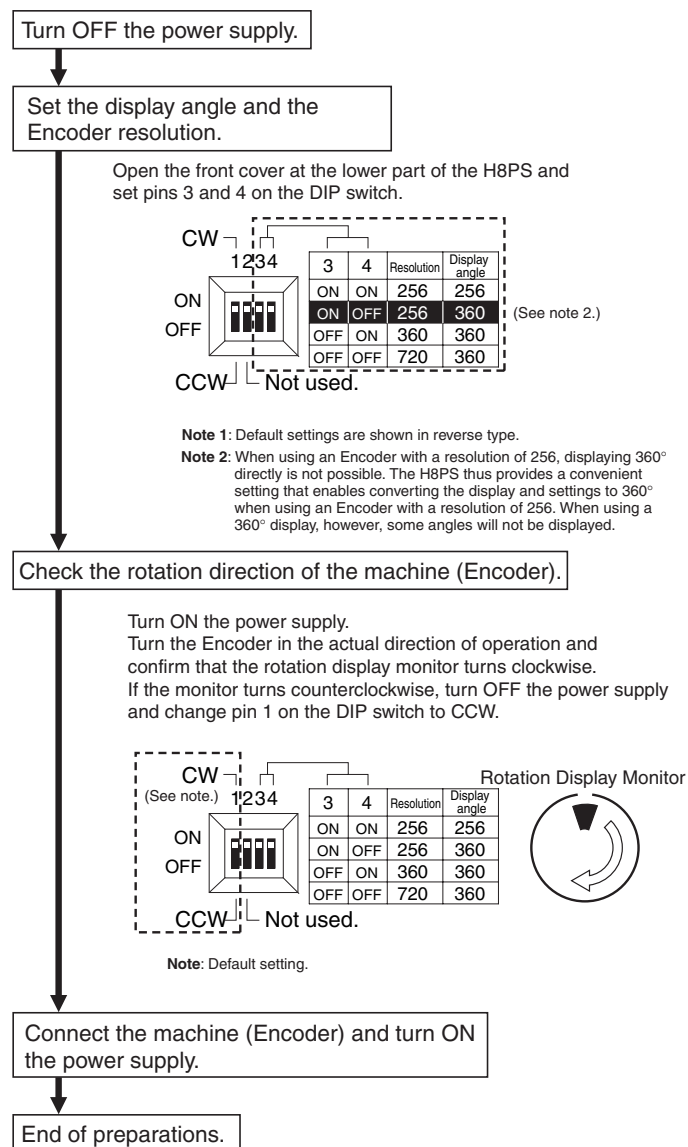 Turn OFF the power supply.
Set the display angle and the
Encoder resolution.
Open the front cover at the lower part of the H8PS and
set pins 3 and 4 on the DIP switch.
CW
1234
ON
OFF
CCW
Not used.
3 4 Resolution Display angle
ON ON 256 256
ON OFF 256 360
OFF ON 360 360
OFF OFF 720 360
(See note 2.)
Note 1: Default settings are shown in reverse type.
Note 2: When using an Encoder with a resolution of 256, displaying 360°
directly is not possible. The H8PS thus provides a convenient
setting that enables converting the display and settings to 360°
when using an Encoder with a resolution of 256. When using a
360° display, however, some angles will not be displayed.
Check the rotation direction of the machine (Encoder).
Turn ON the power supply.
Turn the Encoder in the actual direction of operation and
confirm that the rotation display monitor turns clockwise.
If the monitor turns counterclockwise, turn OFF the power supply
and change pin 1 on the DIP switch to CCW.
CW
(See note.)
1234
ON
OFF
CCW
Not used.
3 4 Resolution Display angle
ON ON 256 256
ON OFF 256 360
OFF ON 360 360
OFF OFF 720 360
Rotation Display Monitor
Note: Default setting.
Connect the machine (Encoder) and turn ON
the power supply.
End of preparations.